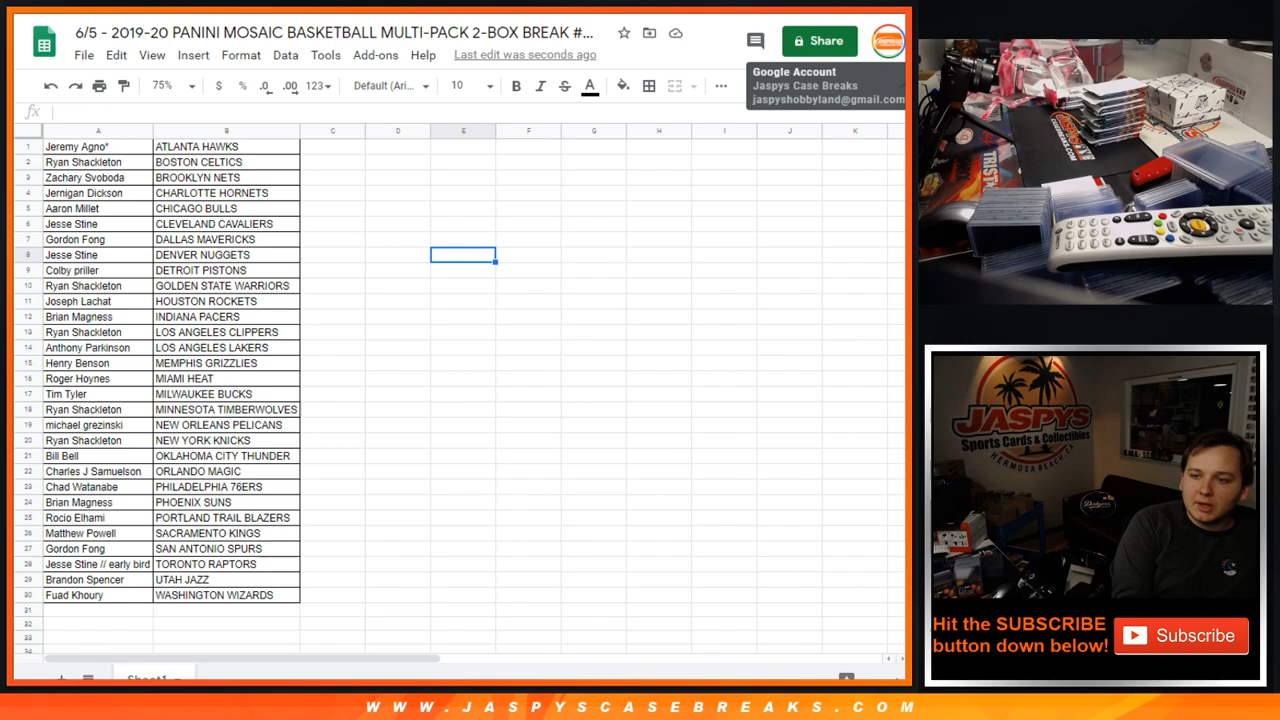 6/5 - 2019-20 PANINI MOSAIC BASKETBALL MULTI-PACK 2-BOX BREAK #...
File Edit View Insert Format Data Tools Add-ons Help Last edit was seconds ago
Share
Google Account
Jaspys Case Breaks
jaspyshobbyland@gmail.com
75% $ % .0 .00 123 Default (Ari... 10 B I S A
fx
A B C D E F G H I J K
1 Jeremy Agno* ATLANTA HAWKS
2 Ryan Shackleton BOSTON CELTICS
3 Zachary Svoboda BROOKLYN NETS
4 Jernigan Dickson CHARLOTTE HORNETS
5 Aaron Millet CHICAGO BULLS
6 Jesse Stine CLEVELAND CAVALIERS
7 Gordon Fong DALLAS MAVERICKS
8 Jesse Stine DENVER NUGGETS
9 Colby priller DETROIT PISTONS
10 Ryan Shackleton GOLDEN STATE WARRIORS
11 Joseph Lachat HOUSTON ROCKETS
12 Brian Magness INDIANA PACERS
13 Ryan Shackleton LOS ANGELES CLIPPERS
14 Anthony Parkinson LOS ANGELES LAKERS
15 Henry Benson MEMPHIS GRIZZLIES
16 Roger Hoynes MIAMI HEAT
17 Tim Tyler MILWAUKEE BUCKS
18 Ryan Shackleton MINNESOTA TIMBERWOLVES
19 michael grezinski NEW ORLEANS PELICANS
20 Ryan Shackleton NEW YORK KNICKS
21 Bill Bell OKLAHOMA CITY THUNDER
22 Charles J Samuelson ORLANDO MAGIC
23 Chad Watanabe PHILADELPHIA 76ERS
24 Brian Magness PHOENIX SUNS
25 Rocio Elhami PORTLAND TRAIL BLAZERS
26 Matthew Powell SACRAMENTO KINGS
27 Gordon Fong SAN ANTONIO SPURS
28 Jesse Stine // early bird TORONTO RAPTORS
29 Brandon Spencer UTAH JAZZ
30 Fuad Khoury WASHINGTON WIZARDS
31
32
33
34
Sheet1
JASPYS
CASEBREAKS.COM
TRISTA
JASPYS
Sports Cards & Collectibles
HERMOSA BEACH, CA
Dodgers
Hit the SUBSCRIBE
button down below!
Subscribe
WWW.JASPYSCASEBREAKS.COM